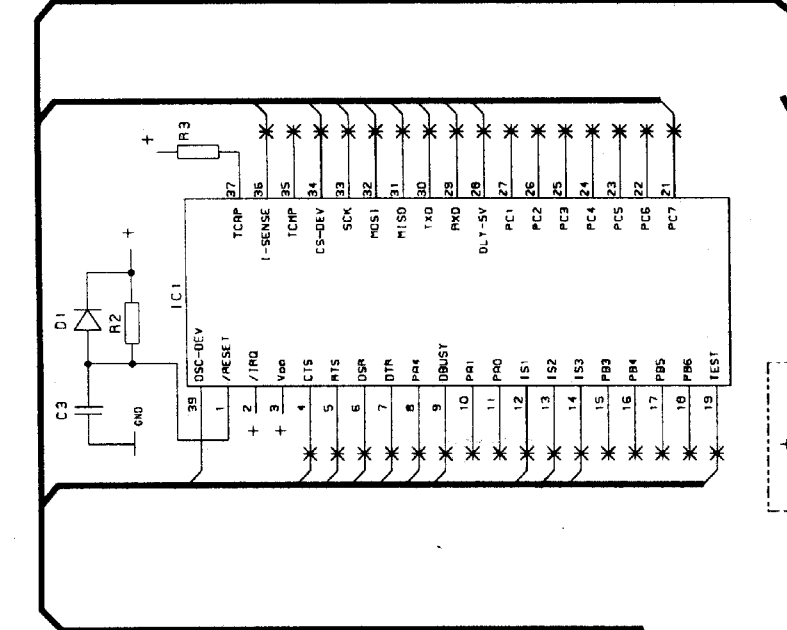 +
R3
37
36
35
34
33
32
31
30
29
28
27
26
25
24
23
22
21
TCAP
I-SENSE
TCMP
CS-DEV
SCK
MOSI
MISO
TXD
RXD
DLY-5V
PC1
PC2
PC3
PC4
PC5
PC6
PC7
+
D1
R2
IC1
OSC-DEV
/RESET
/IRQ
VDD
CTS
RTS
DSR
DTR
PA4
DBUSY
PA1
PA0
IS1
IS2
IS3
PB3
PB4
PB5
PB6
TEST
C3
GND
39
1
2
3
4
5
6
7
8
9
10
11
12
13
14
15
16
17
18
19
+
+
+